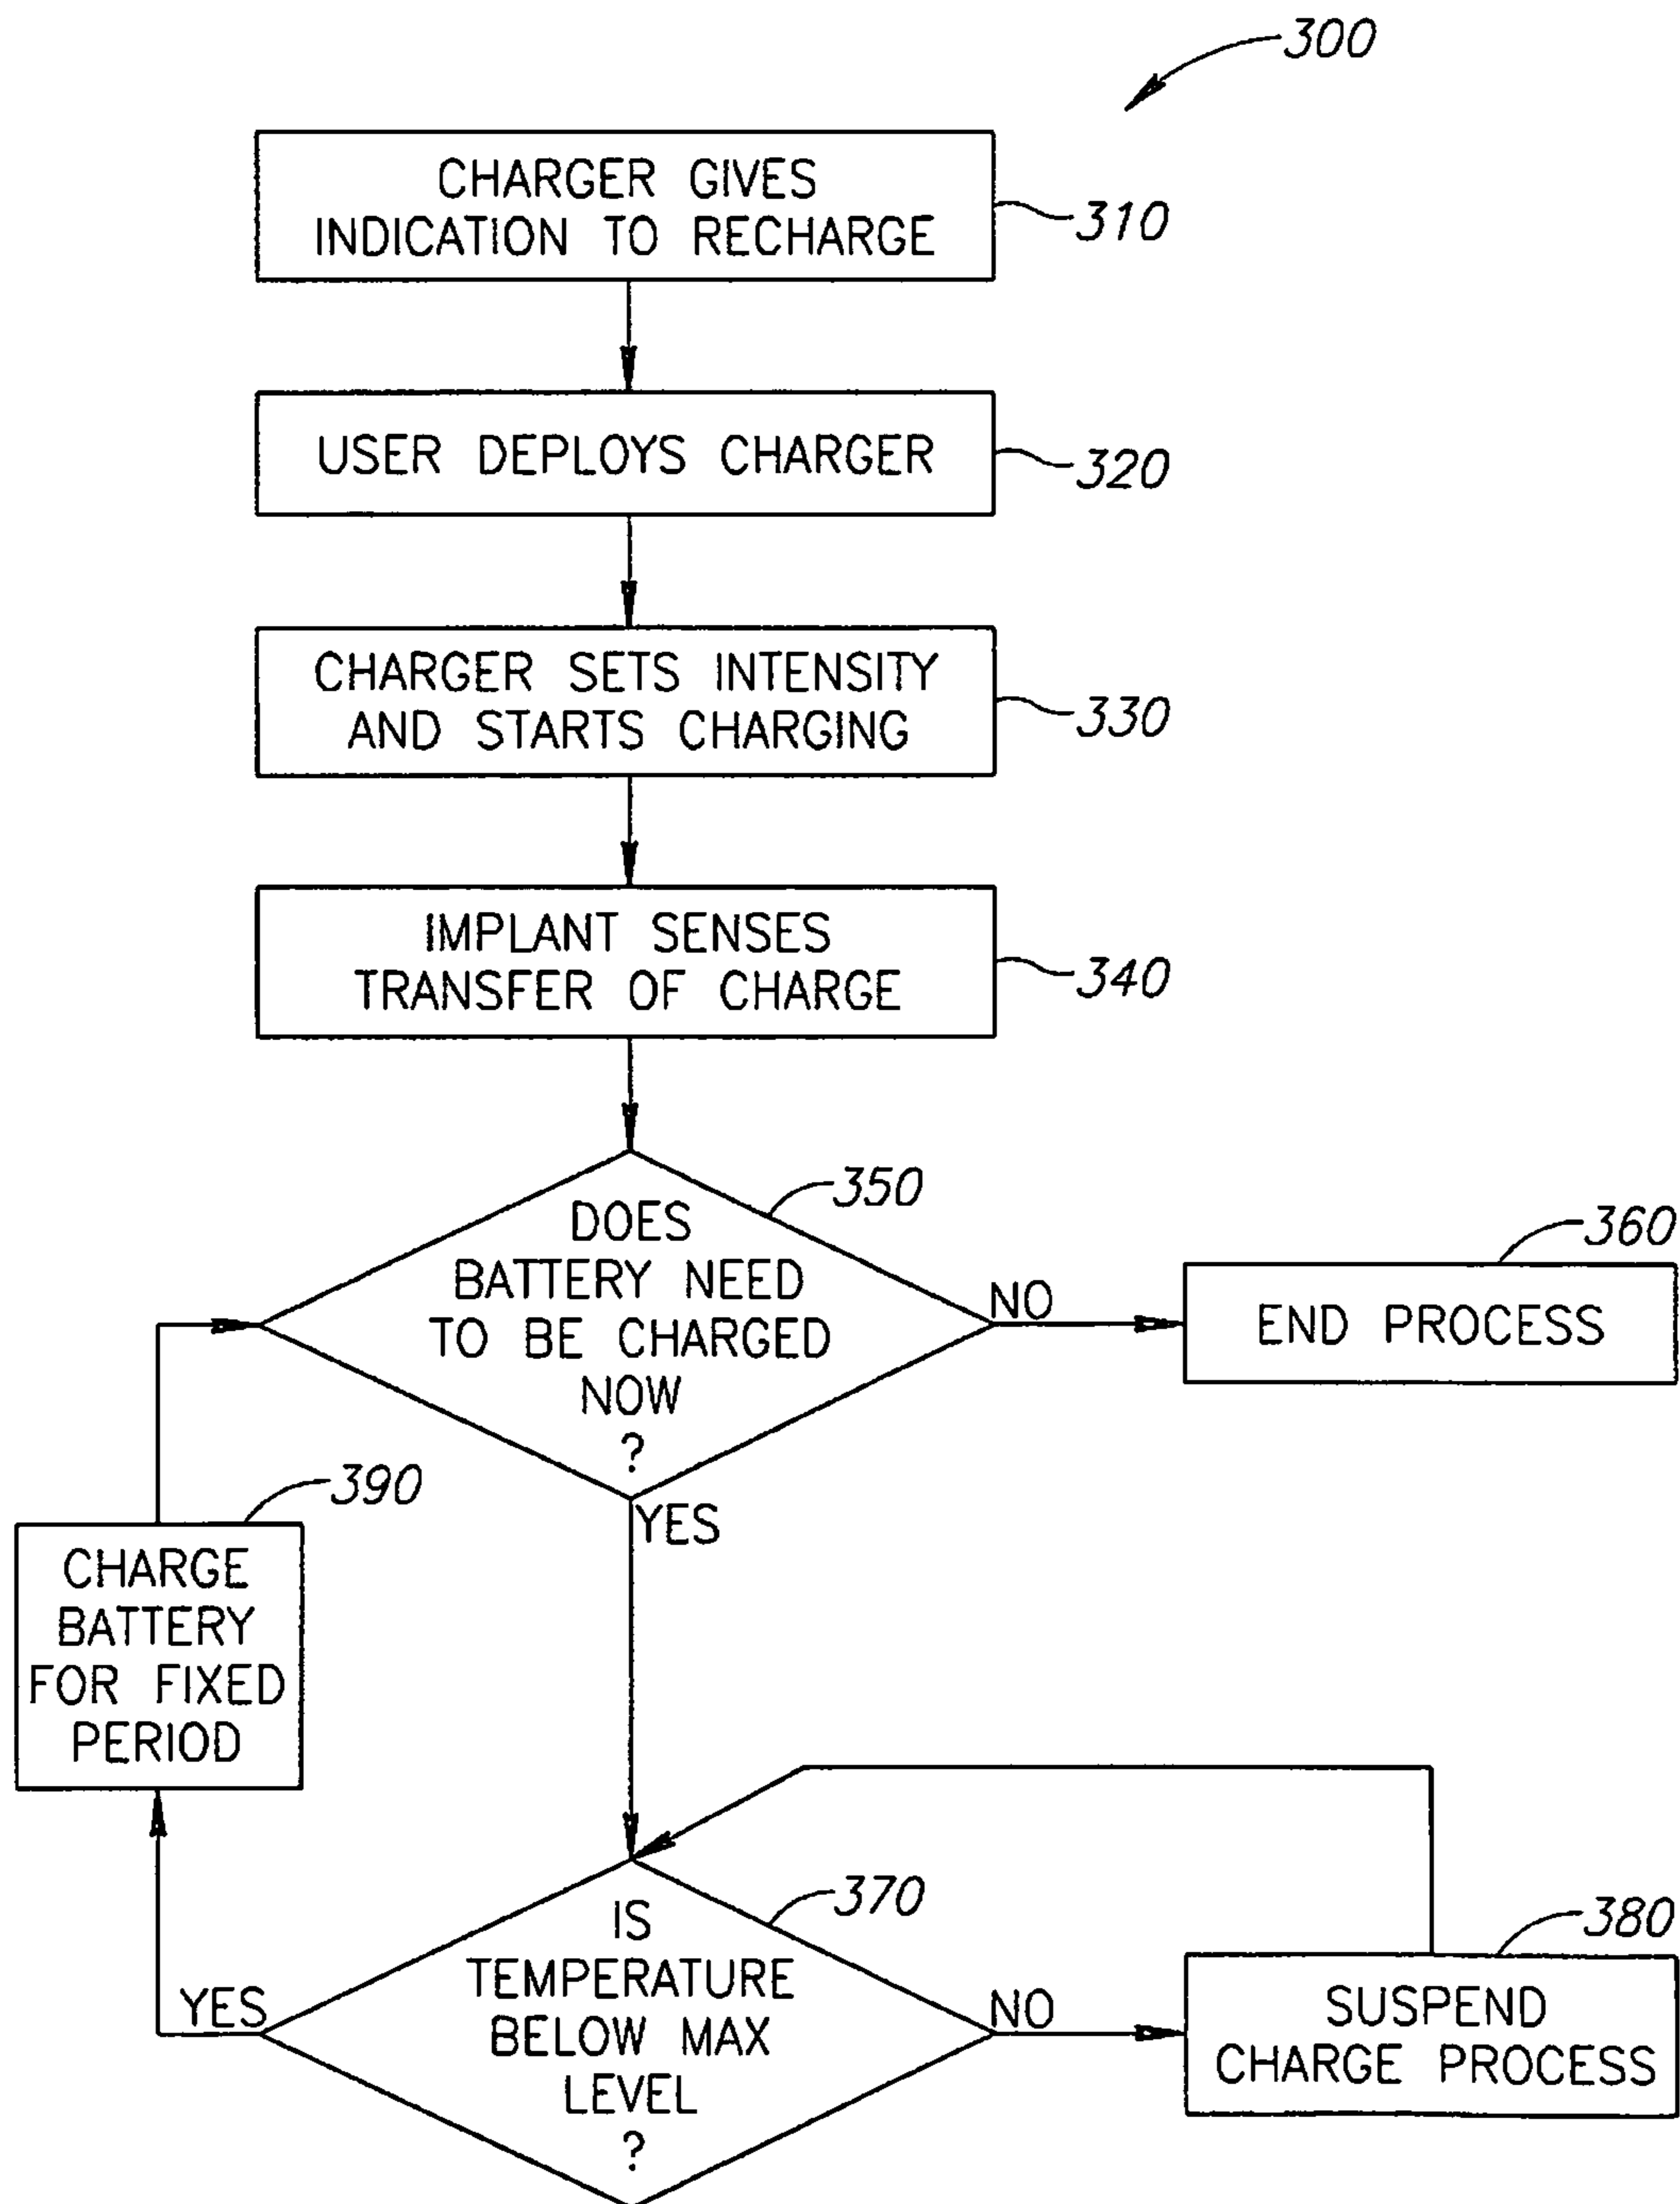 300
CHARGER GIVES
INDICATION TO RECHARGE
310
USER DEPLOYS CHARGER
320
CHARGER SETS INTENSITY
AND STARTS CHARGING
330
IMPLANT SENSES
TRANSFER OF CHARGE
340
350
DOES
BATTERY NEED
TO BE CHARGED
NOW
?
NO
360
END PROCESS
YES
390
CHARGE
BATTERY
FOR FIXED
PERIOD
370
IS
TEMPERATURE
BELOW MAX
LEVEL
?
YES
NO
380
SUSPEND
CHARGE PROCESS